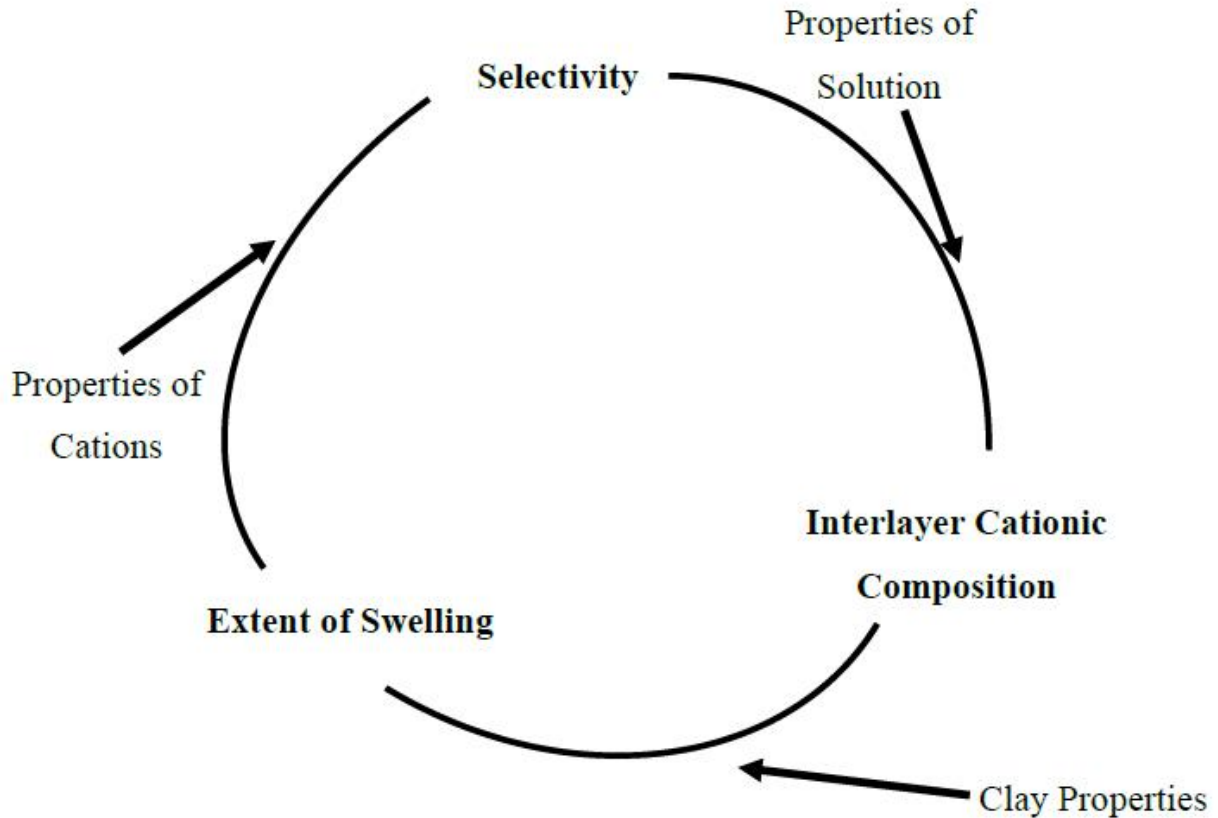 Properties of
Solution
Selectivity
Properties of
Cations
Interlayer Cationic
Composition
Extent of Swelling
Clay Properties